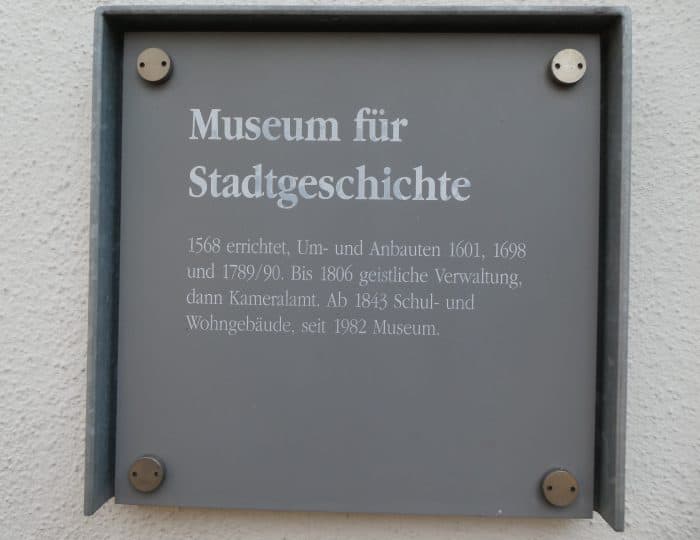 Museum für
Stadtgeschichte
1568 errichtet, Um- und Anbauten 1601, 1698
und 1789/90. Bis 1806 geistliche Verwaltung,
dann Kameralamt. Ab 1843 Schul- und
Wohngebäude, seit 1982 Museum.